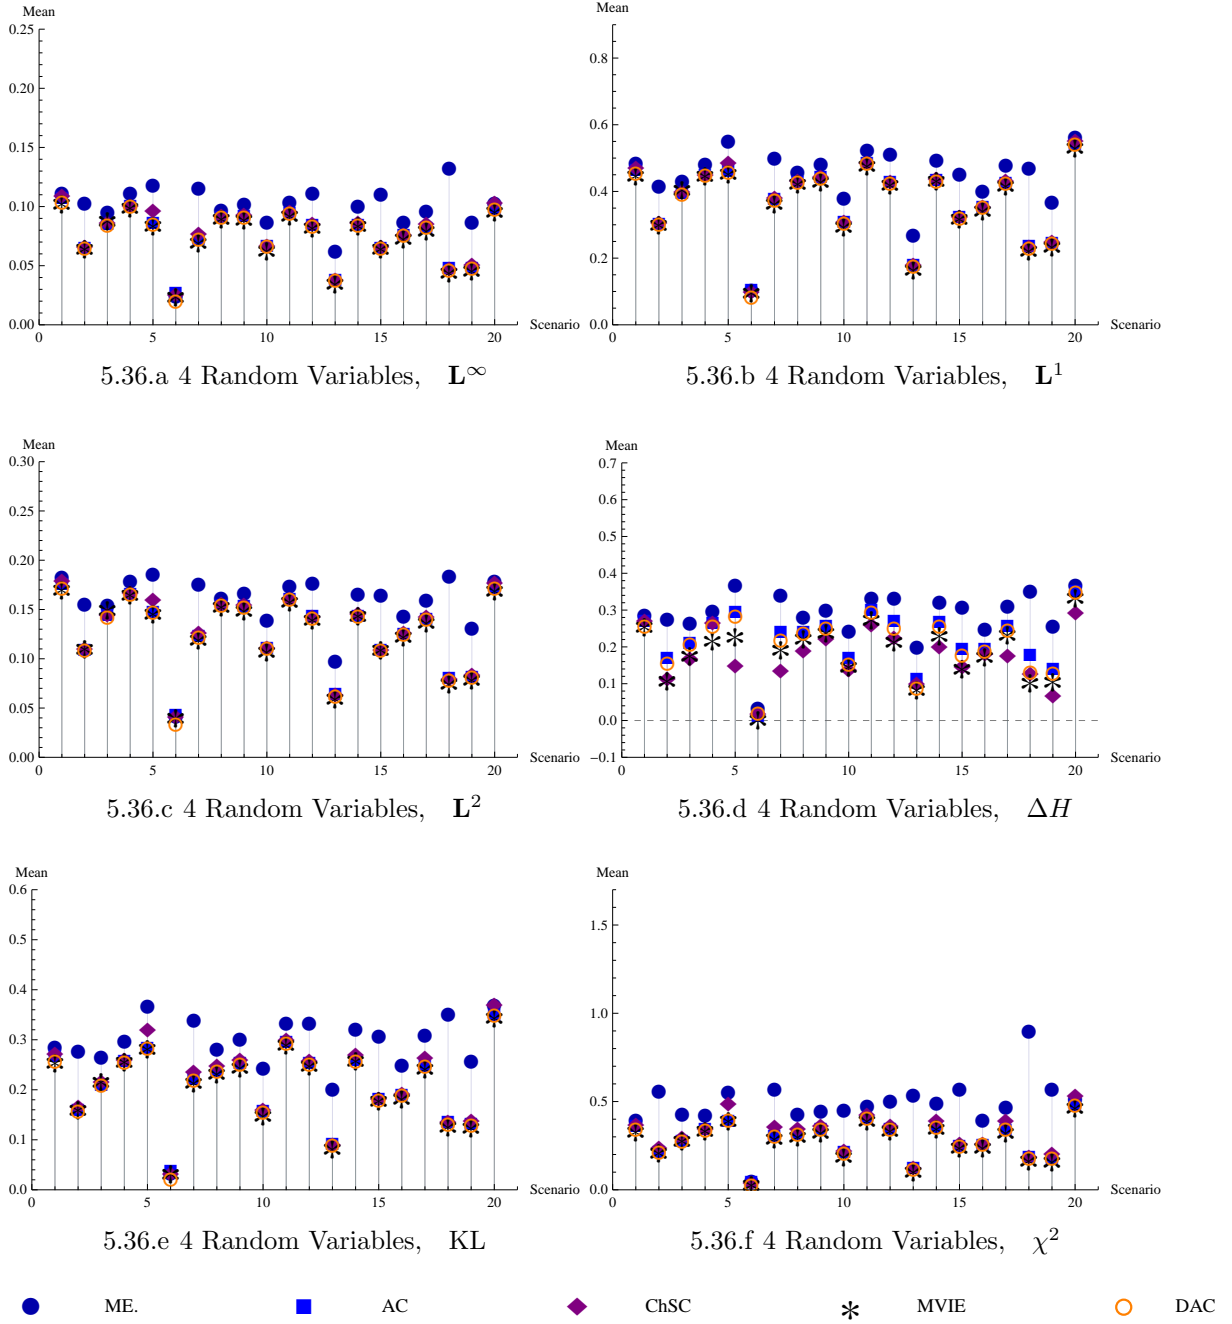 Mean
0.25
0.20
0.15
0.10
0.05
0.00
0 5 10 15 20
Scenario
5.36.a 4 Random Variables, L∞
Mean
0.8
0.6
0.4
0.2
0.0
0 5 10 15 20
Scenario
5.36.b 4 Random Variables, L1
Mean
0.30
0.25
0.20
0.15
0.10
0.05
0.00
0 5 10 15 20
Scenario
5.36.c 4 Random Variables, L2
Mean
0.7
0.6
0.5
0.4
0.3
0.2
0.1
0.0
−0.1
0 5 10 15 20
Scenario
5.36.d 4 Random Variables, ΔH
Mean
0.6
0.5
0.4
0.3
0.2
0.1
0.0
0 5 10 15 20
Scenario
5.36.e 4 Random Variables, KL
Mean
1.5
1.0
0.5
0.0
0 5 10 15 20
Scenario
5.36.f 4 Random Variables, χ2
ME. AC ChSC MVIE DAC